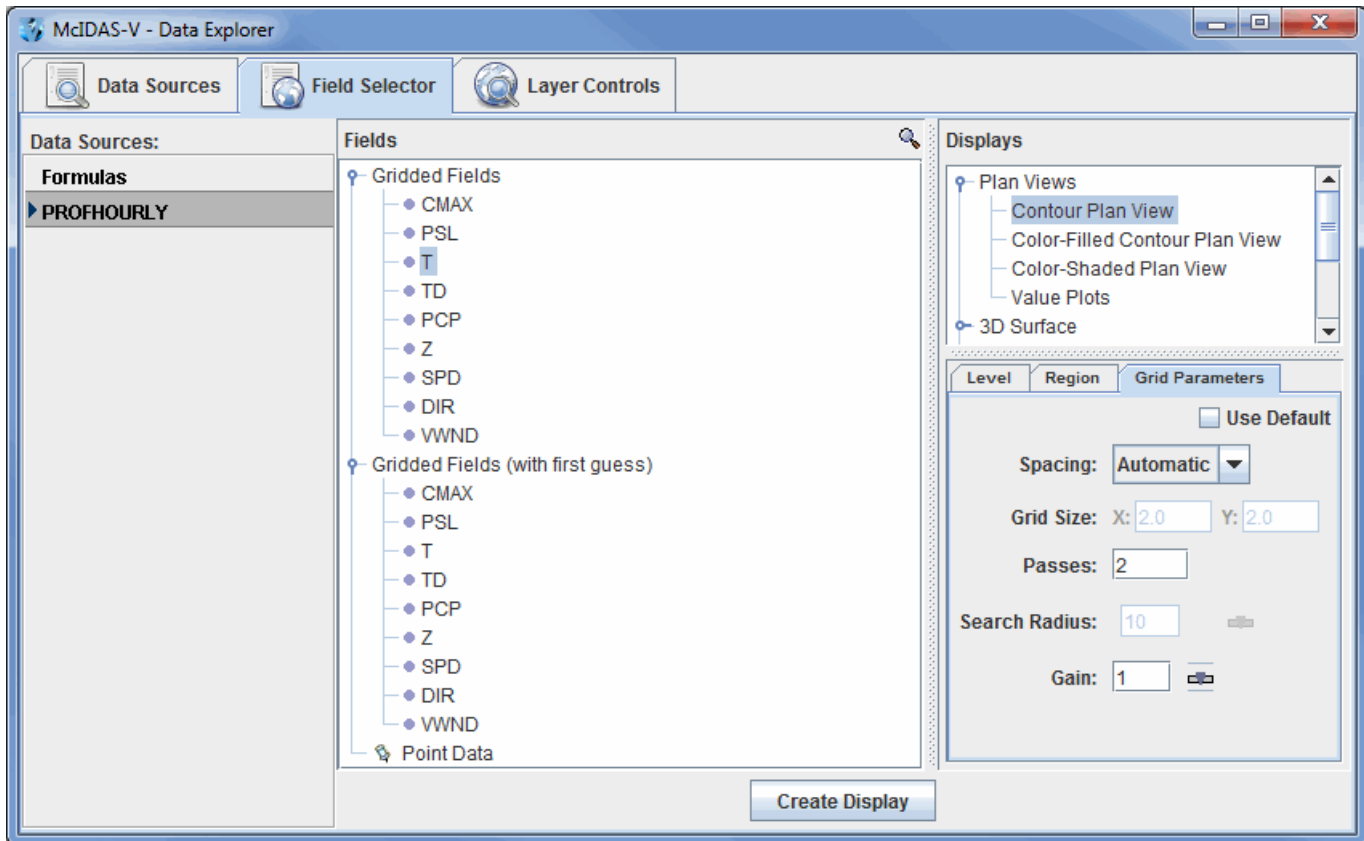 McIDAS-V - Data Explorer
Data Sources
Field Selector
Layer Controls
Data Sources:
Formulas
PROFHOURLY
Fields
Gridded Fields
CMAX
PSL
T
TD
PCP
Z
SPD
DIR
VWND
Gridded Fields (with first guess)
CMAX
PSL
T
TD
PCP
Z
SPD
DIR
VWND
Point Data
Displays
Plan Views
Contour Plan View
Color-Filled Contour Plan View
Color-Shaded Plan View
Value Plots
3D Surface
Level Region Grid Parameters
Use Default
Spacing: Automatic
Grid Size: X: 2.0 Y: 2.0
Passes: 2
Search Radius: 10
Gain: 1
Create Display